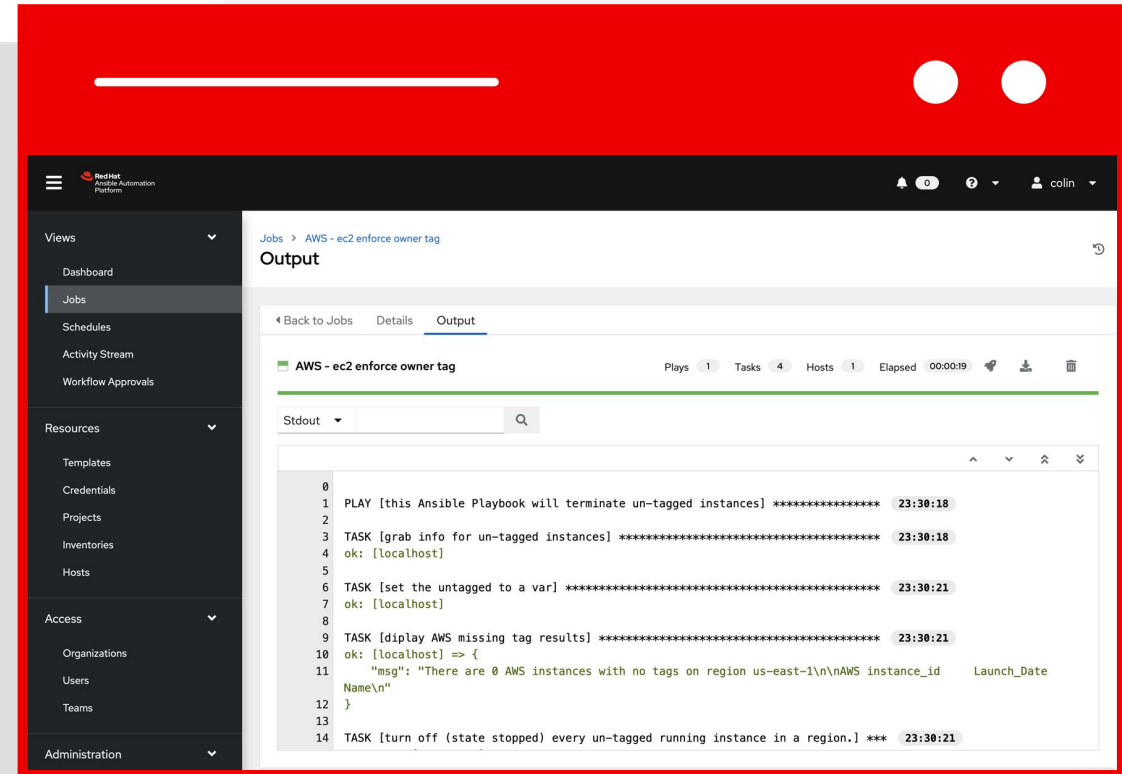 Red Hat
Ansible Automation
Platform
0
colin
Views
Dashboard
Jobs
Schedules
Activity Stream
Workflow Approvals
Resources
Templates
Credentials
Projects
Inventories
Hosts
Access
Organizations
Users
Teams
Administration
Jobs > AWS - ec2 enforce owner tag
Output
Back to Jobs Details Output
AWS - ec2 enforce owner tag Plays 1 Tasks 4 Hosts 1 Elapsed 00:00:19
Stdout
0
1 PLAY [this Ansible Playbook will terminate un-tagged instances] **************** 23:30:18
2
3 TASK [grab info for un-tagged instances] *************************************** 23:30:18
4 ok: [localhost]
5
6 TASK [set the untagged to a var] *********************************************** 23:30:21
7 ok: [localhost]
8
9 TASK [diplay AWS missing tag results] ****************************************** 23:30:21
10 ok: [localhost] => {
11 "msg": "There are 0 AWS instances with no tags on region us-east-1\n\nAWS instance_id Launch_Date
Name\n"
12 }
13
14 TASK [turn off (state stopped) every un-tagged running instance in a region.] *** 23:30:21